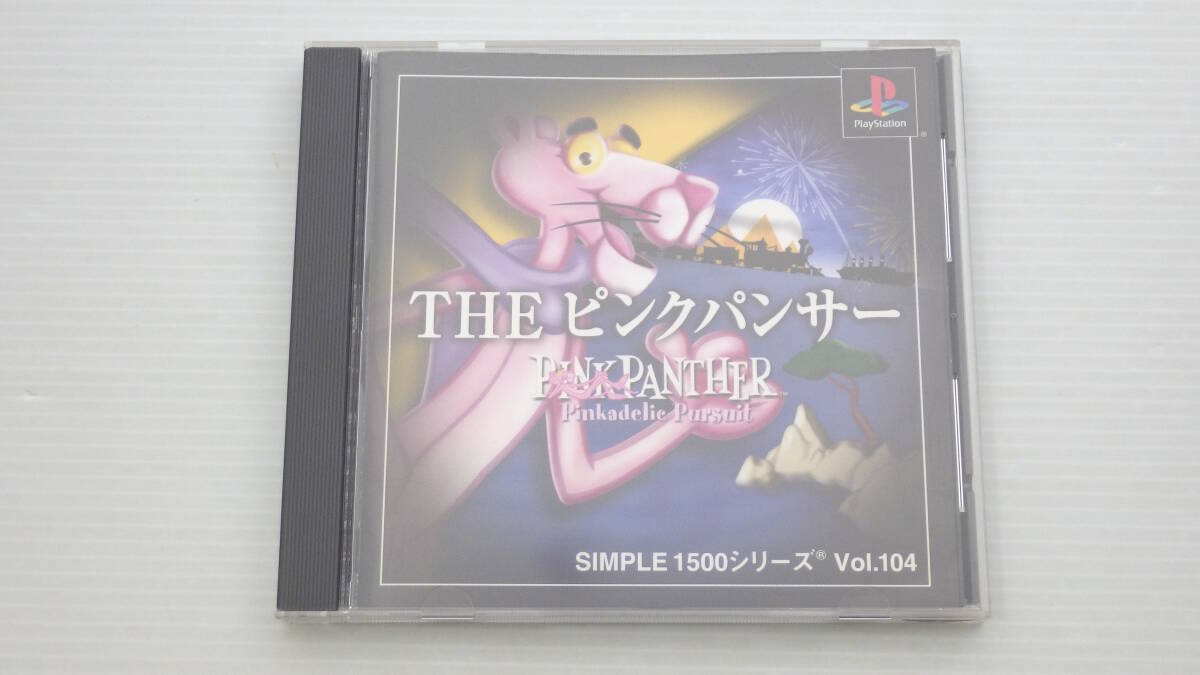 PlayStation
®
THE ピンクパンサー
PINK PANTHER™
Pinkadelic Pursuit
SIMPLE 1500シリーズ® Vol.104